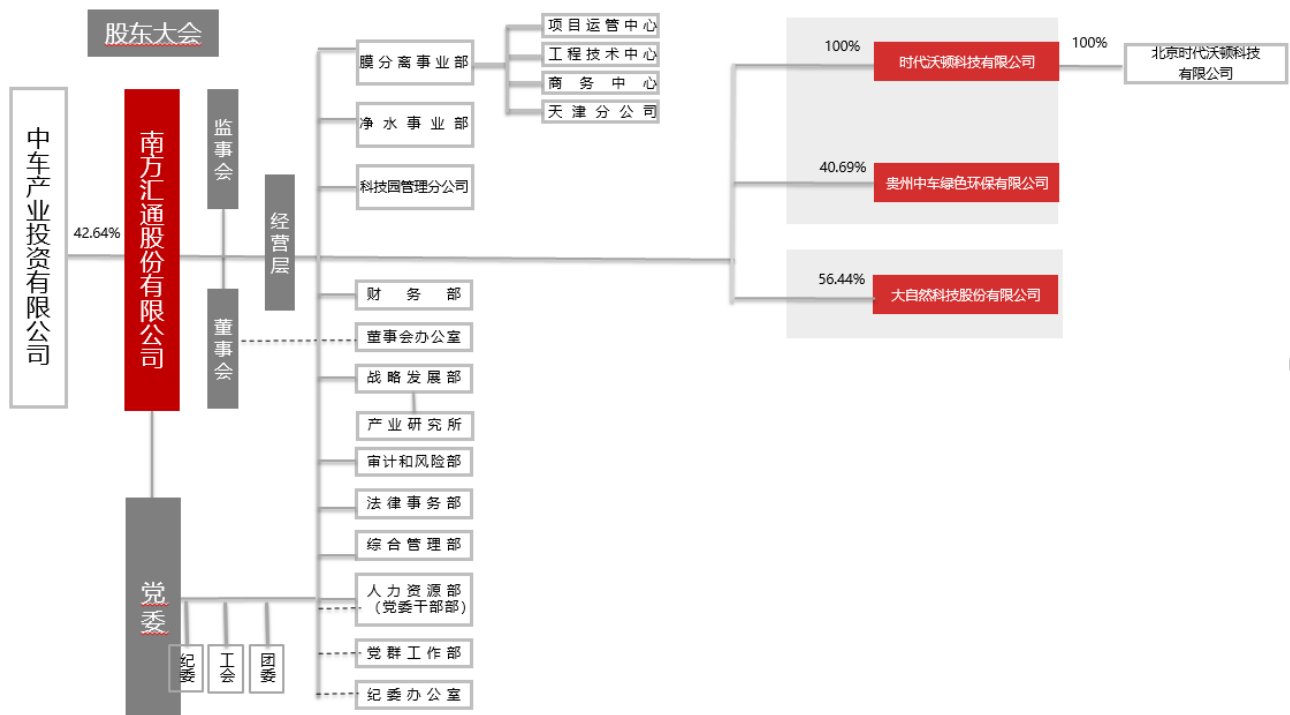 股东大会
中车产业投资有限公司
42.64%
南方汇通股份有限公司
监事会
董事会
经营层
党委
纪委
工会
团委
膜分离事业部
项目运管中心
工程技术中心
商务中心
天津分公司
净水事业部
科技园管理分公司
财务部
董事会办公室
战略发展部
产业研究所
审计和风险部
法律事务部
综合管理部
人力资源部
(党委干部部)
党群工作部
纪委办公室
100%
时代沃顿科技有限公司
100%
北京时代沃顿科技
有限公司
40.69%
贵州中车绿色环保有限公司
56.44%
大自然科技股份有限公司